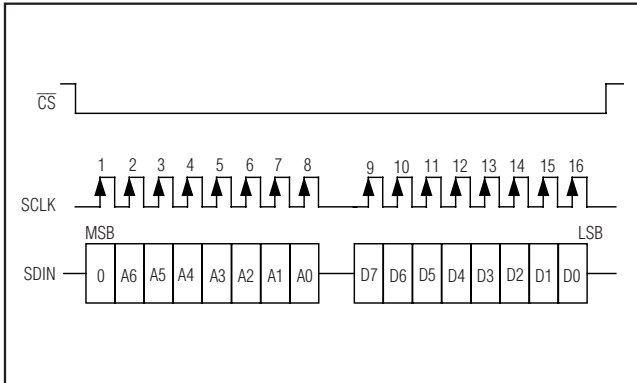 C̅S̅
1 2 3 4 5 6 7 8 9 10 11 12 13 14 15 16
SCLK
MSB LSB
SDIN 0 A6 A5 A4 A3 A2 A1 A0 D7 D6 D5 D4 D3 D2 D1 D0